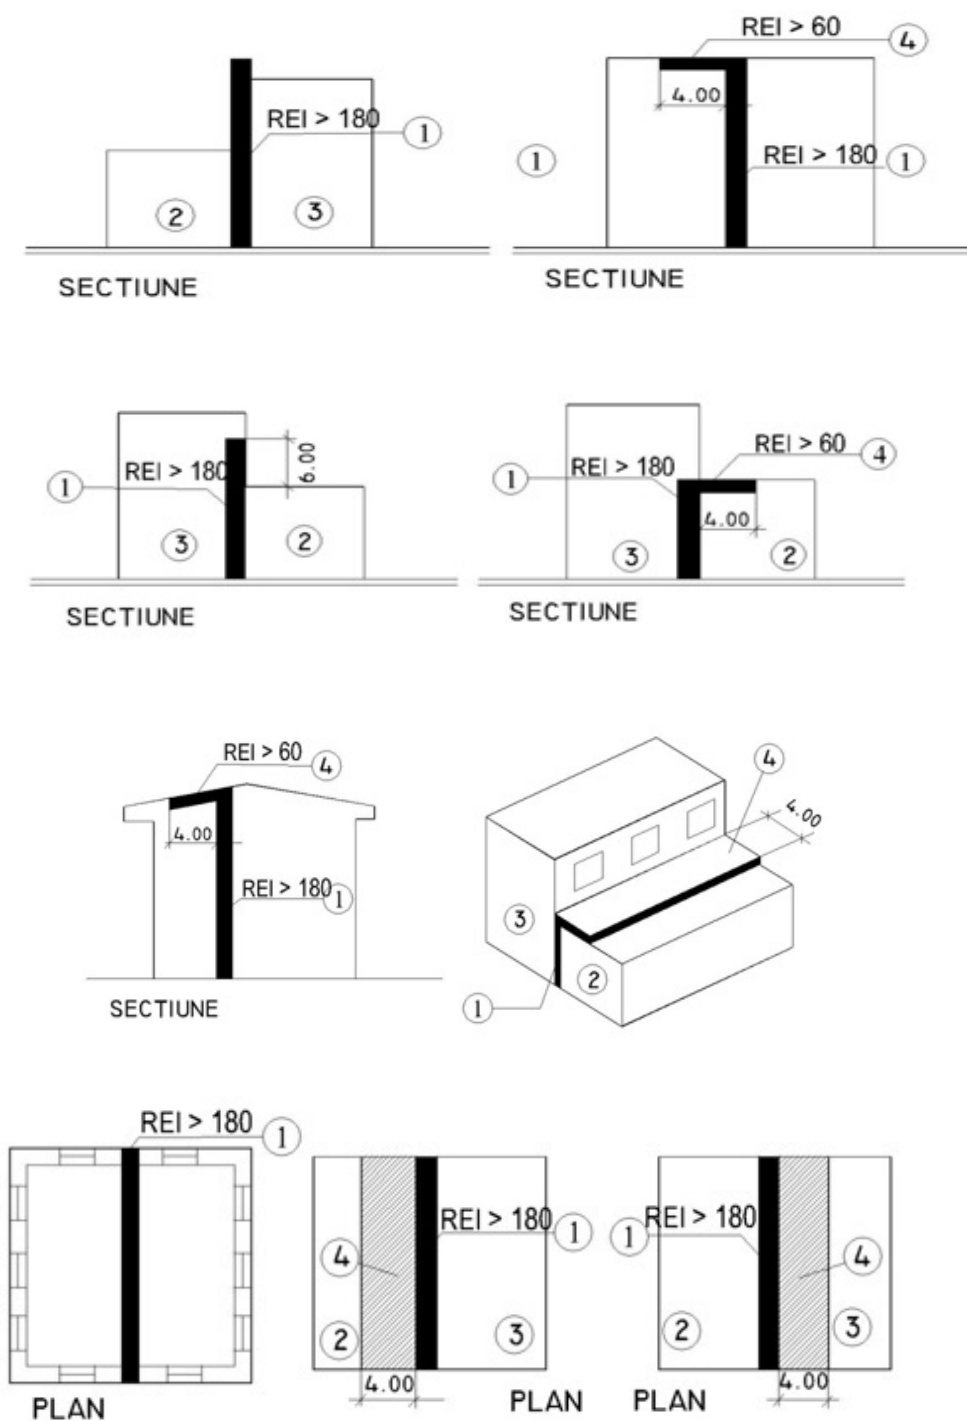 REI > 180
1
2
3
SECTIUNE
REI > 60
4
4.00
1
REI > 180
1
SECTIUNE
6.00
REI > 180
1
3
2
SECTIUNE
REI > 60
4
REI > 180
1
4.00
3
2
SECTIUNE
REI > 60
4
4.00
REI > 180
1
SECTIUNE
4
4.00
3
2
1
REI > 180
1
PLAN
REI > 180
1
4
2
3
4.00
PLAN
REI > 180
1
4
2
3
4.00
PLAN